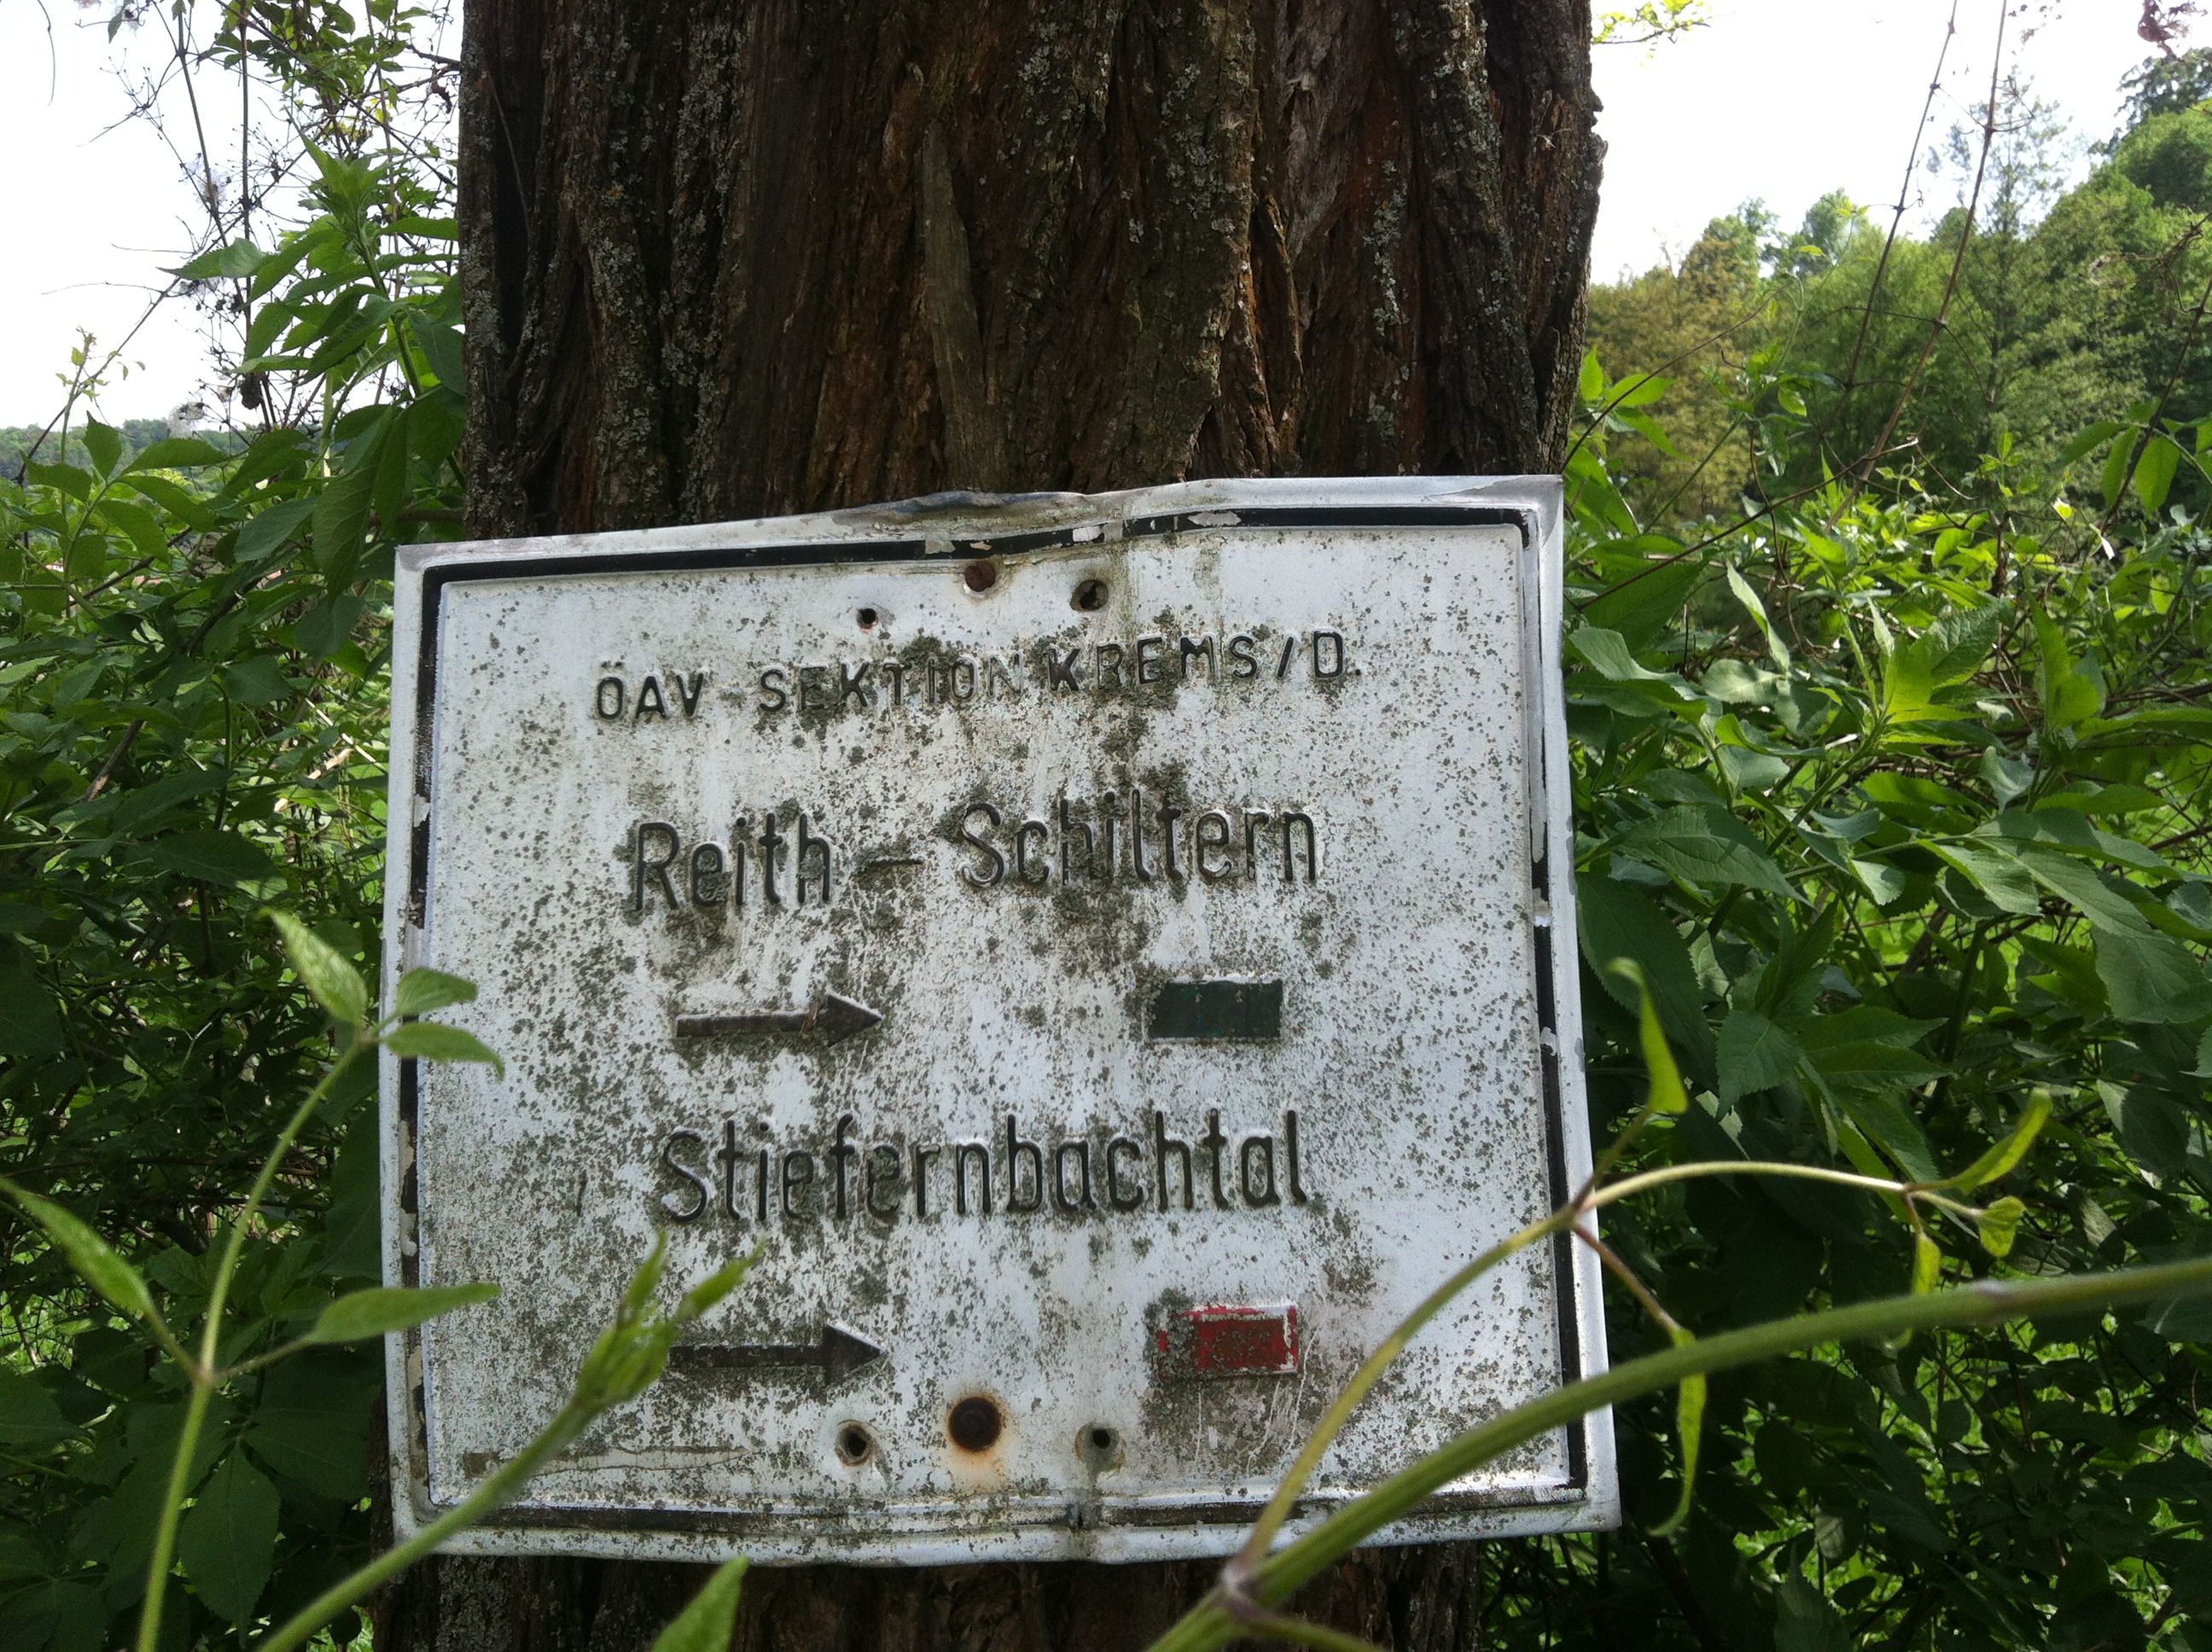 ÖAV - SEKTION KREMS/D.
Reith - Schiltern
Stiefernbachtal